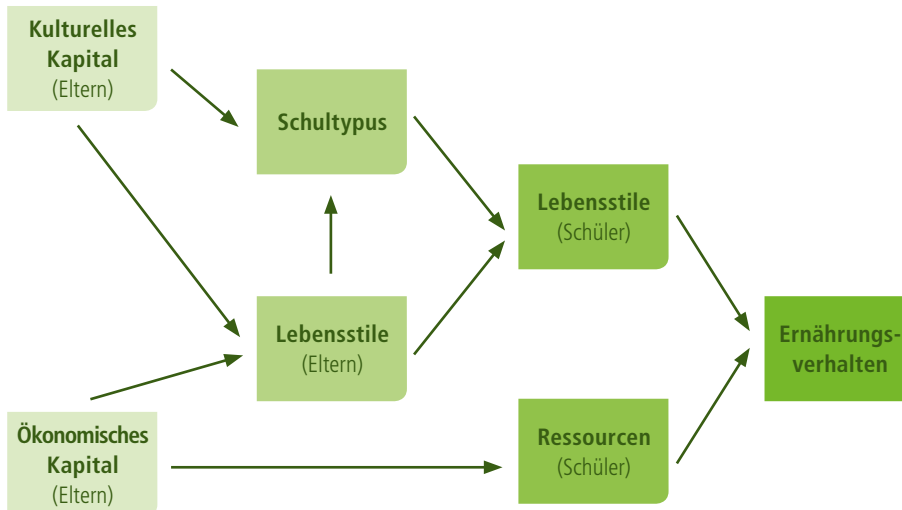 Kulturelles
Kapital
(Eltern)
Schultypus
Lebensstile
(Schüler)
Lebensstile
(Eltern)
Ernährungs-
verhalten
Ökonomisches
Kapital
(Eltern)
Ressourcen
(Schüler)